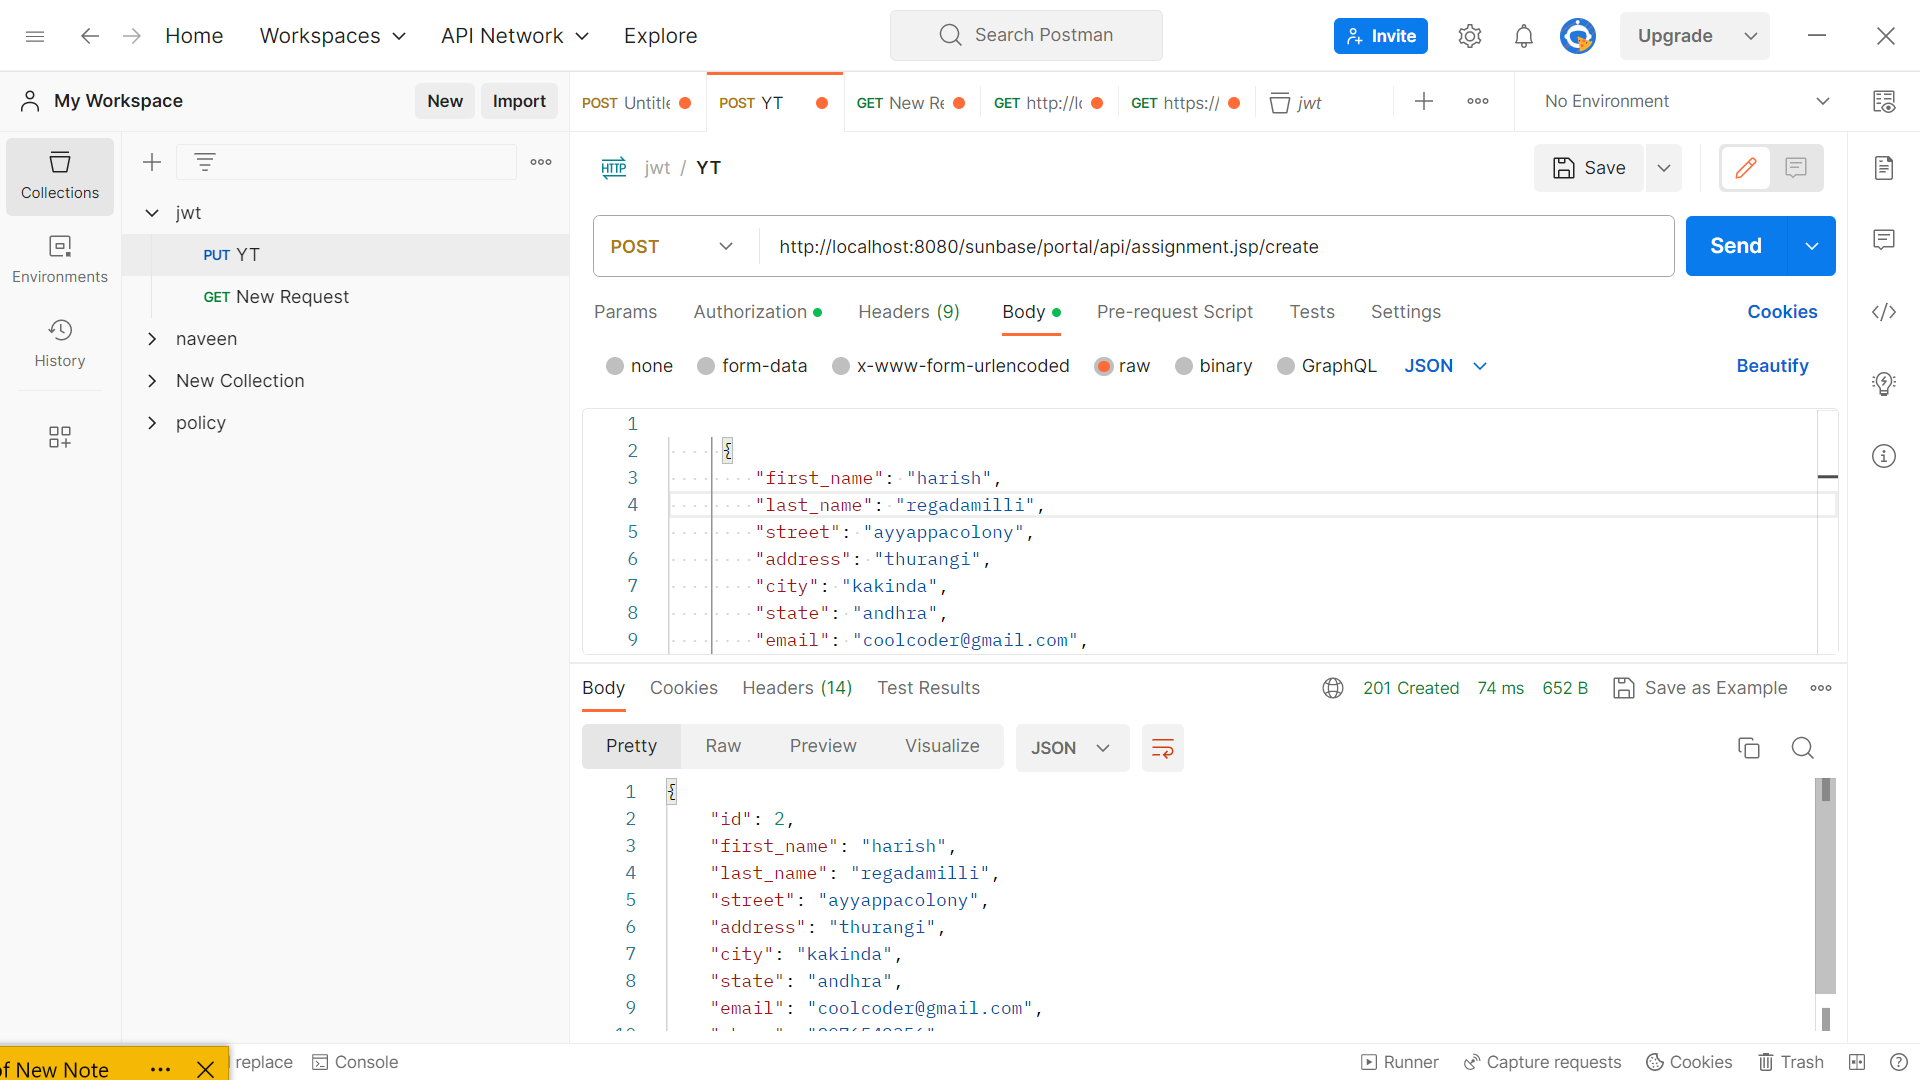 Home
Workspaces
API Network
Explore
Search Postman
Invite
Upgrade
My Workspace
New
Import
POST Untitle
POST YT
GET New Re
GET http://lo
GET https://
jwt
No Environment
Collections
Environments
History
jwt
PUT YT
GET New Request
naveen
New Collection
policy
HTTP jwt / YT
Save
POST
http://localhost:8080/sunbase/portal/api/assignment.jsp/create
Send
Params
Authorization
Headers (9)
Body
Pre-request Script
Tests
Settings
Cookies
none
form-data
x-www-form-urlencoded
raw
binary
GraphQL
JSON
Beautify
1
2 {
3 "first_name": "harish",
4 "last_name": "regadamilli",
5 "street": "ayyappacolony",
6 "address": "thurangi",
7 "city": "kakinda",
8 "state": "andhra",
9 "email": "coolcoder@gmail.com",
Body
Cookies
Headers (14)
Test Results
201 Created
74 ms
652 B
Save as Example
Pretty
Raw
Preview
Visualize
JSON
1 {
2 "id": 2,
3 "first_name": "harish",
4 "last_name": "regadamilli",
5 "street": "ayyappacolony",
6 "address": "thurangi",
7 "city": "kakinda",
8 "state": "andhra",
9 "email": "coolcoder@gmail.com",
of New Note
replace
Console
Runner
Capture requests
Cookies
Trash